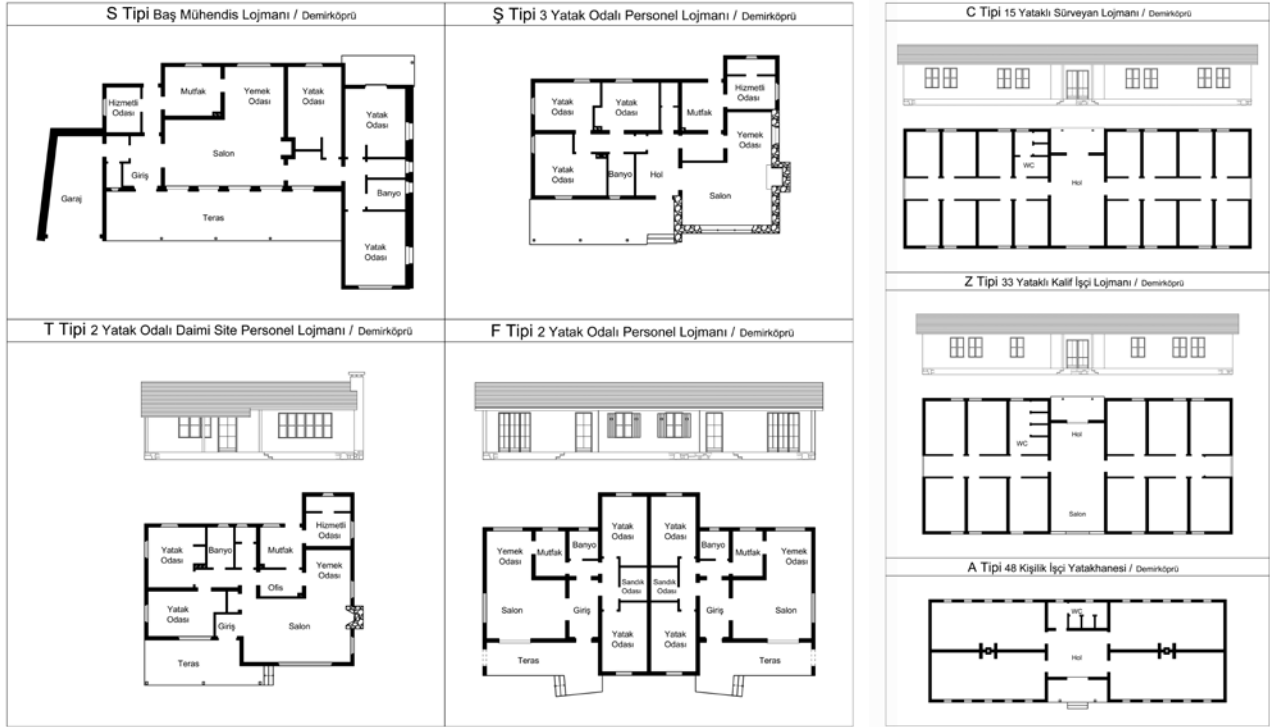 S Tipi Baş Mühendis Lojmanı / Demirköprü
Hizmetli
Odası
Mutfak
Yemek
Odası
Yatak
Odası
Yatak
Odası
Salon
Giriş
Garaj
Banyo
Teras
Yatak
Odası
Ş Tipi 3 Yatak Odalı Personel Lojmanı / Demirköprü
Yatak
Odası
Yatak
Odası
Mutfak
Hizmetli
Odası
Yemek
Odası
Yatak
Odası
Banyo
Hol
Salon
C Tipi 15 Yataklı Sürveyan Lojmanı / Demirköprü
WC
Hol
T Tipi 2 Yatak Odalı Daimi Site Personel Lojmanı / Demirköprü
Hizmetli
Odası
Yatak
Odası
Banyo
Mutfak
Yemek
Odası
Ofis
Yatak
Odası
Giriş
Salon
Teras
F Tipi 2 Yatak Odalı Personel Lojmanı / Demirköprü
Yatak
Odası
Yatak
Odası
Yemek
Odası
Mutfak
Banyo
Banyo
Mutfak
Yemek
Odası
Sandık
Odası
Sandık
Odası
Salon
Giriş
Giriş
Salon
Yatak
Odası
Yatak
Odası
Teras
Teras
Z Tipi 33 Yataklı Kalif İşçi Lojmanı / Demirköprü
Hol
WC
Salon
A Tipi 48 Kişilik İşçi Yatakhanesi / Demirköprü
WC
Hol